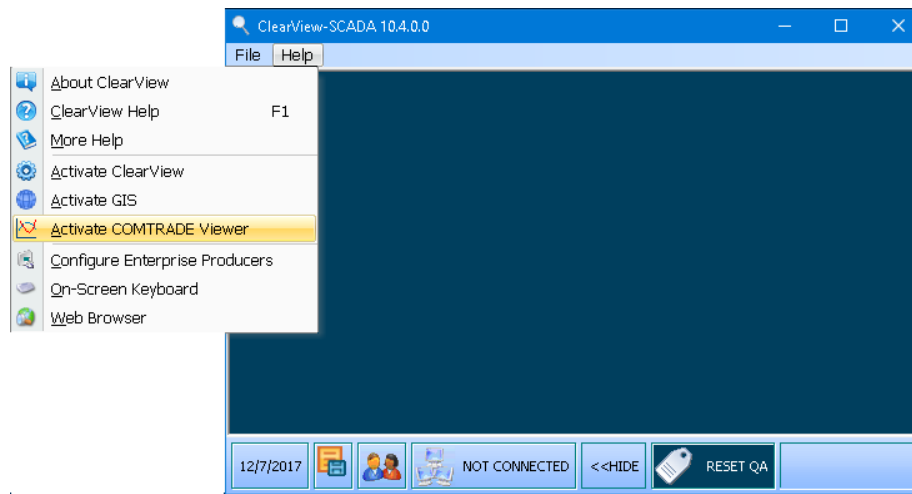 ClearView-SCADA 10.4.0.0
File Help
About ClearView
ClearView Help F1
More Help
Activate ClearView
Activate GIS
Activate COMTRADE Viewer
Configure Enterprise Producers
On-Screen Keyboard
Web Browser
12/7/2017 NOT CONNECTED <<HIDE RESET QA